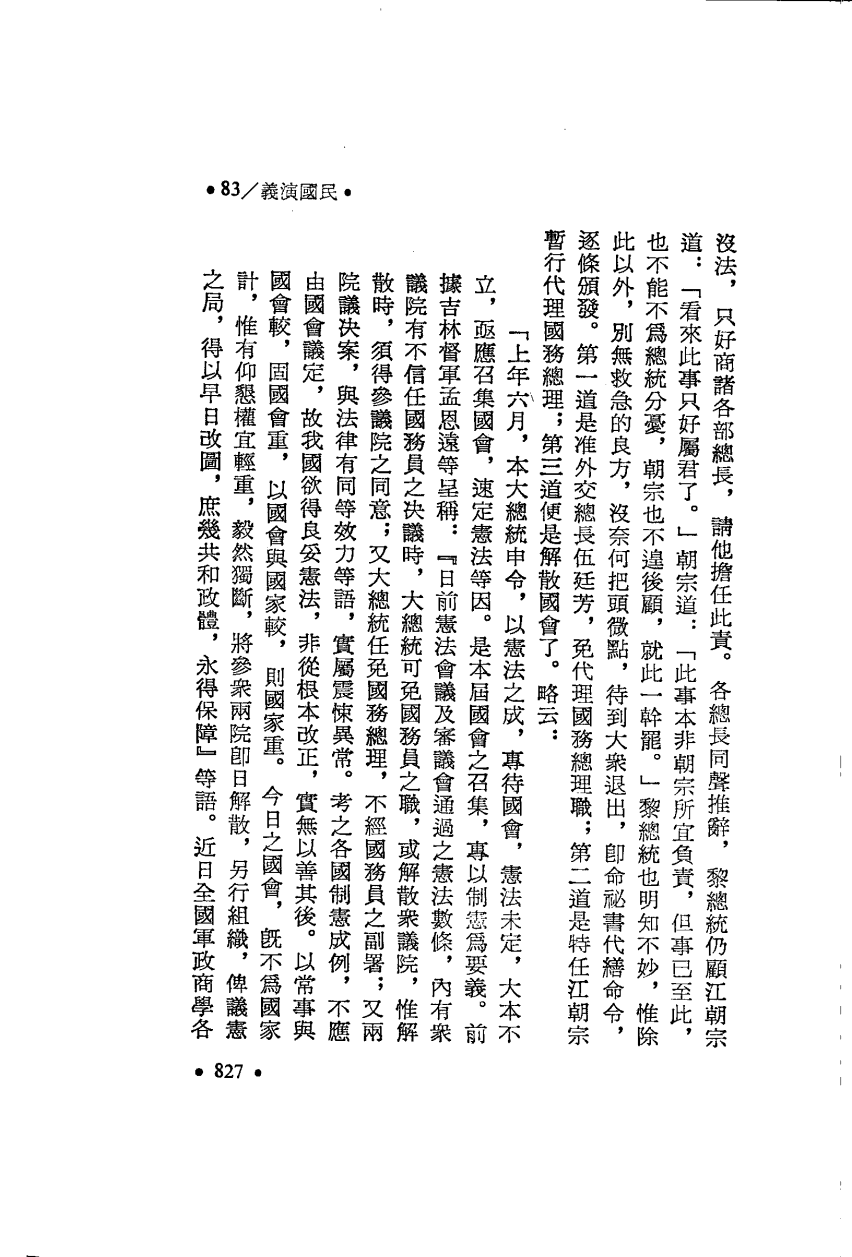 •83/義演國民•
沒法，只好商諸各部總長，請他擔任此責。各總長同聲推辭，黎總統仍顧江朝宗
道：「看來此事只好屬君了。」朝宗道：「此事本非朝宗所宜負責，但事已至此，
也不能不爲總統分憂，朝宗也不遑後顧，就此一幹罷。」黎總統也明知不妙，惟除
此以外，別無救急的良方，沒奈何把頭微點，待到大衆退出，卽命祕書代繕命令，
逐條頒發。第一道是准外交總長伍廷芳，免代理國務總理職；第二道是特任江朝宗
暫行代理國務總理；第三道便是解散國會了。略云：
「上年六月，本大總統申令，以憲法之成，專待國會，憲法未定，大本不
立，亟應召集國會，速定憲法等因。是本屆國會之召集，專以制憲爲要義。前
據吉林督軍孟恩遠等呈稱：『日前憲法會議及審議會通過之憲法數條，內有衆
議院有不信任國務員之决議時，大總統可免國務員之職，或解散衆議院，惟解
散時，須得參議院之同意；又大總統任免國務總理，不經國務員之副署；又兩
院議决案，與法律有同等效力等語，實屬震悚異常。考之各國制憲成例，不應
由國會議定，故我國欲得良妥憲法，非從根本改正，實無以善其後。以常事與
國會較，固國會重，以國會與國家較，則國家重。今日之國會，旣不爲國家
計，惟有仰懇權宜輕重，毅然獨斷，將參衆兩院卽日解散，另行組織，俾議憲
之局，得以早日改圖，庶幾共和政體，永得保障』等語。近日全國軍政商學各
•827•